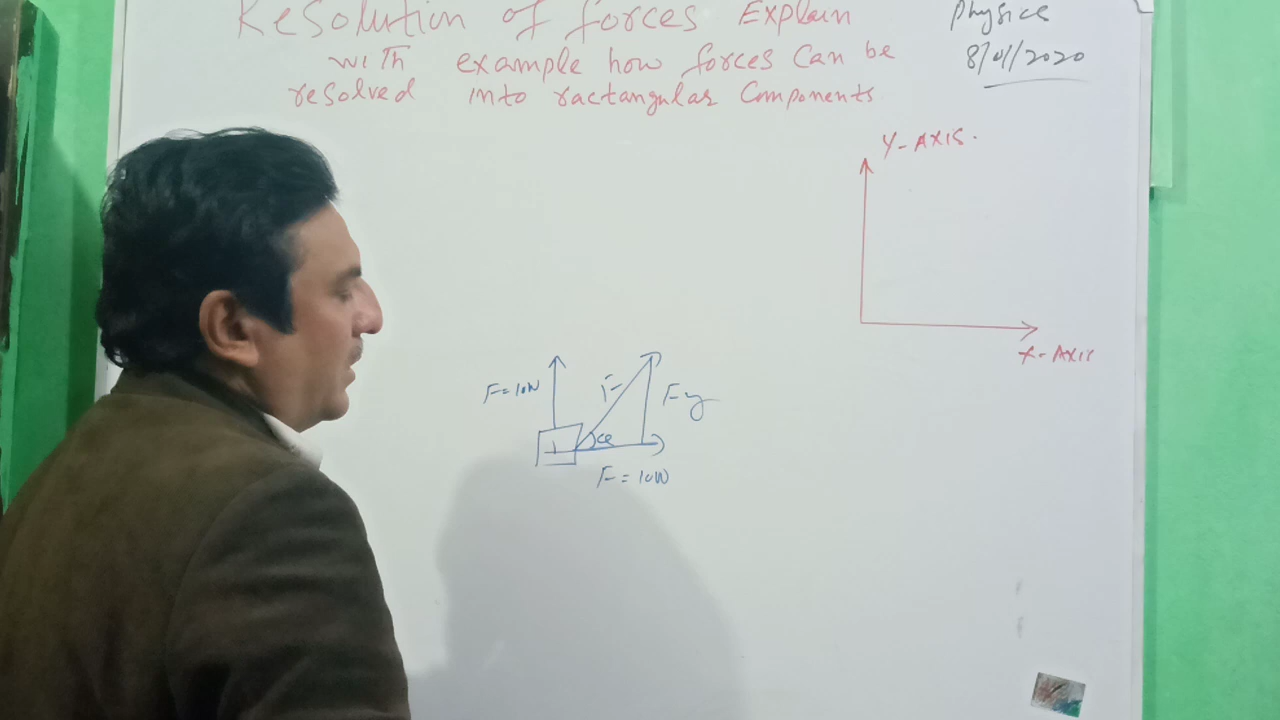 Resolution of forces Explain
with example how forces can be
resolved into ractangular Components
Physics
8/01/2020
Y-AXIS.
X-AXIS
F=10N
F
Fy
F=10N